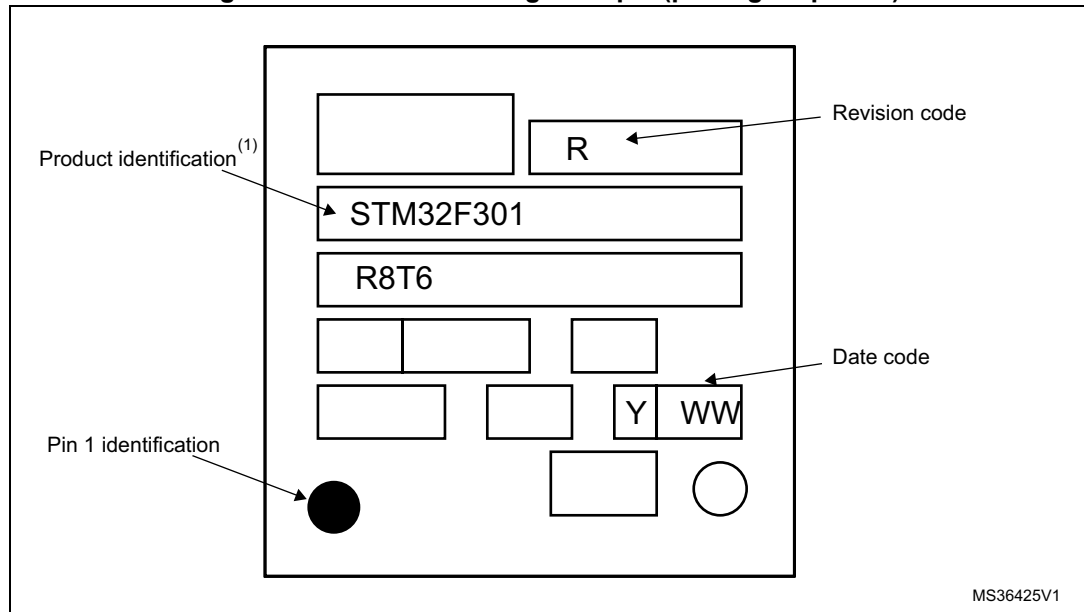 Revision code
R
Product identification(1)
STM32F301
R8T6
Date code
Y WW
Pin 1 identification
MS36425V1